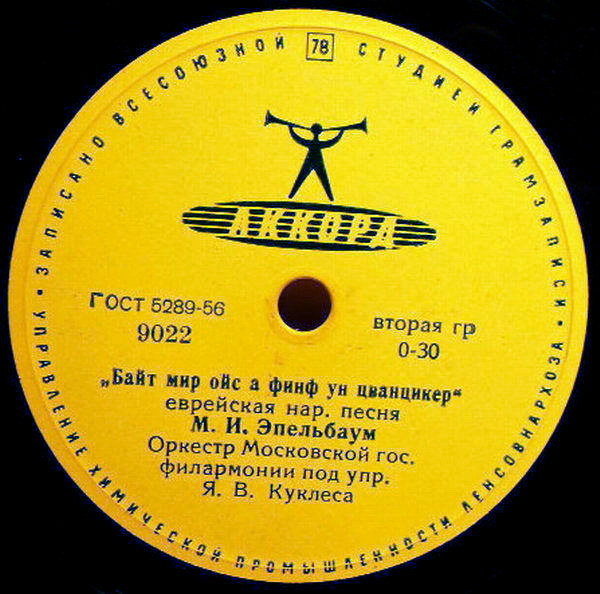 ЗАПИСАНО ВСЕСОЮЗНОЙ 78 СТУДИЕЙ ГРАМЗАПИСИ
АККОРД
ГОСТ 5289-56
9022
вторая гр
0-30
„Байт мир ойс а финф ун цванцикер“
еврейская нар. песня
М. И. Эпельбаум
Оркестр Московской гос.
филармонии под упр.
Я. В. Куклеса
УПРАВЛЕНИЕ ХИМИЧЕСКОЙ ПРОМЫШЛЕННОСТИ ЛЕНСОВНАРХОЗА